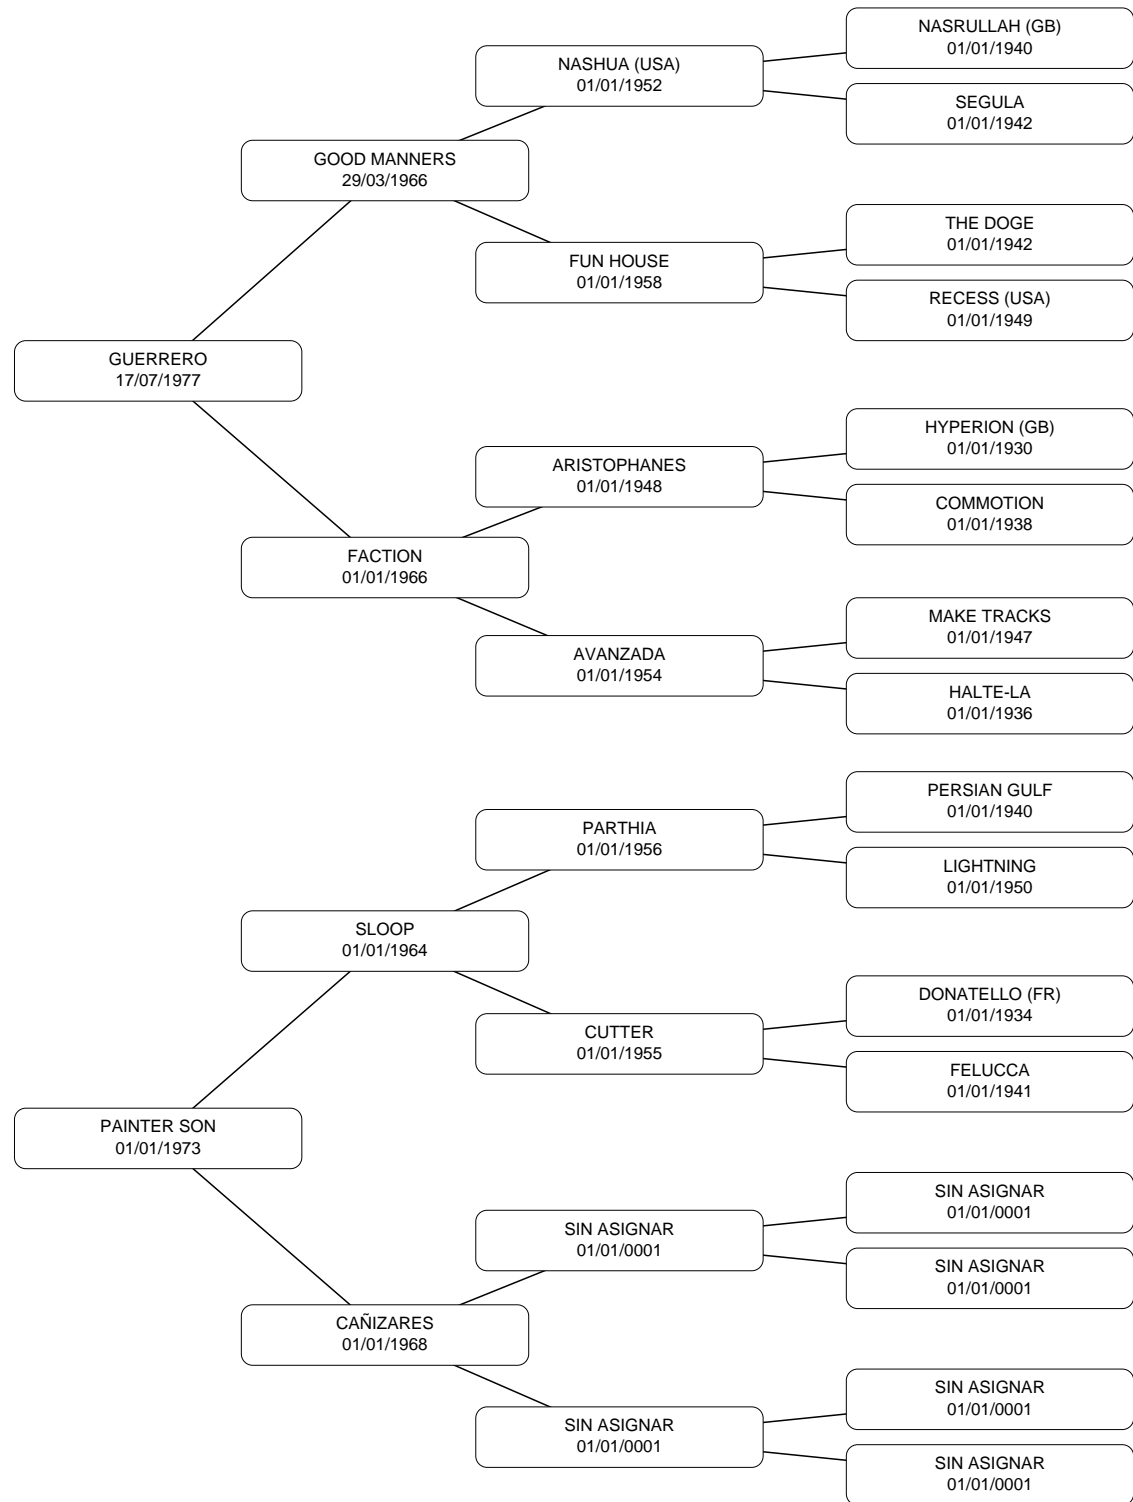 NASRULLAH (GB)
01/01/1940
NASHUA (USA)
01/01/1952
SEGULA
01/01/1942
GOOD MANNERS
29/03/1966
THE DOGE
01/01/1942
FUN HOUSE
01/01/1958
RECESS (USA)
01/01/1949
GUERRERO
17/07/1977
HYPERION (GB)
01/01/1930
ARISTOPHANES
01/01/1948
COMMOTION
01/01/1938
FACTION
01/01/1966
MAKE TRACKS
01/01/1947
AVANZADA
01/01/1954
HALTE-LA
01/01/1936
PERSIAN GULF
01/01/1940
PARTHIA
01/01/1956
LIGHTNING
01/01/1950
SLOOP
01/01/1964
DONATELLO (FR)
01/01/1934
CUTTER
01/01/1955
FELUCCA
01/01/1941
PAINTER SON
01/01/1973
SIN ASIGNAR
01/01/0001
SIN ASIGNAR
01/01/0001
SIN ASIGNAR
01/01/0001
CAÑIZARES
01/01/1968
SIN ASIGNAR
01/01/0001
SIN ASIGNAR
01/01/0001
SIN ASIGNAR
01/01/0001